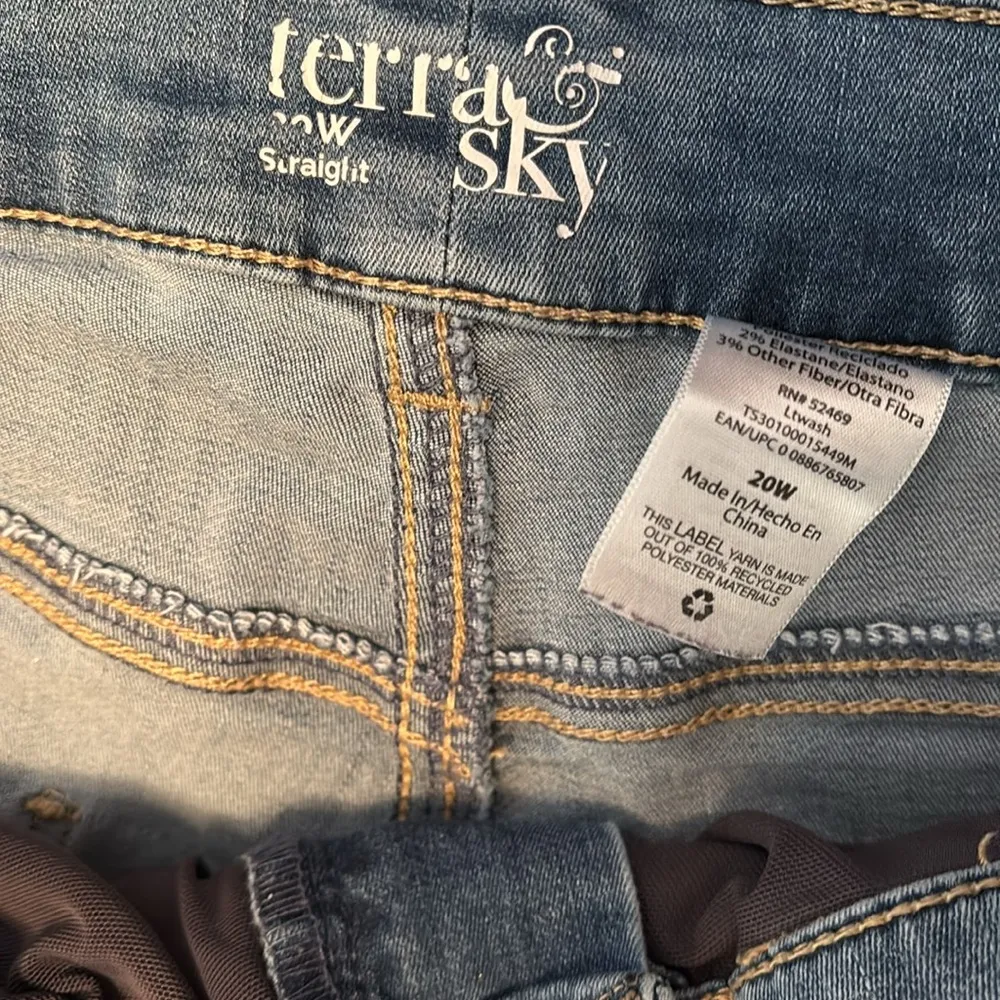 terra &
sky
Straight
2% Elastane/Elastano
3% Other Fiber/Otra Fibra
RN# 52469
Ltwash
TS30100015449M
EAN/UPC 0 0886765807
20W
Made In/Hecho En
China
THIS LABEL YARN IS MADE
OUT OF 100% RECYCLED
POLYESTER MATERIALS